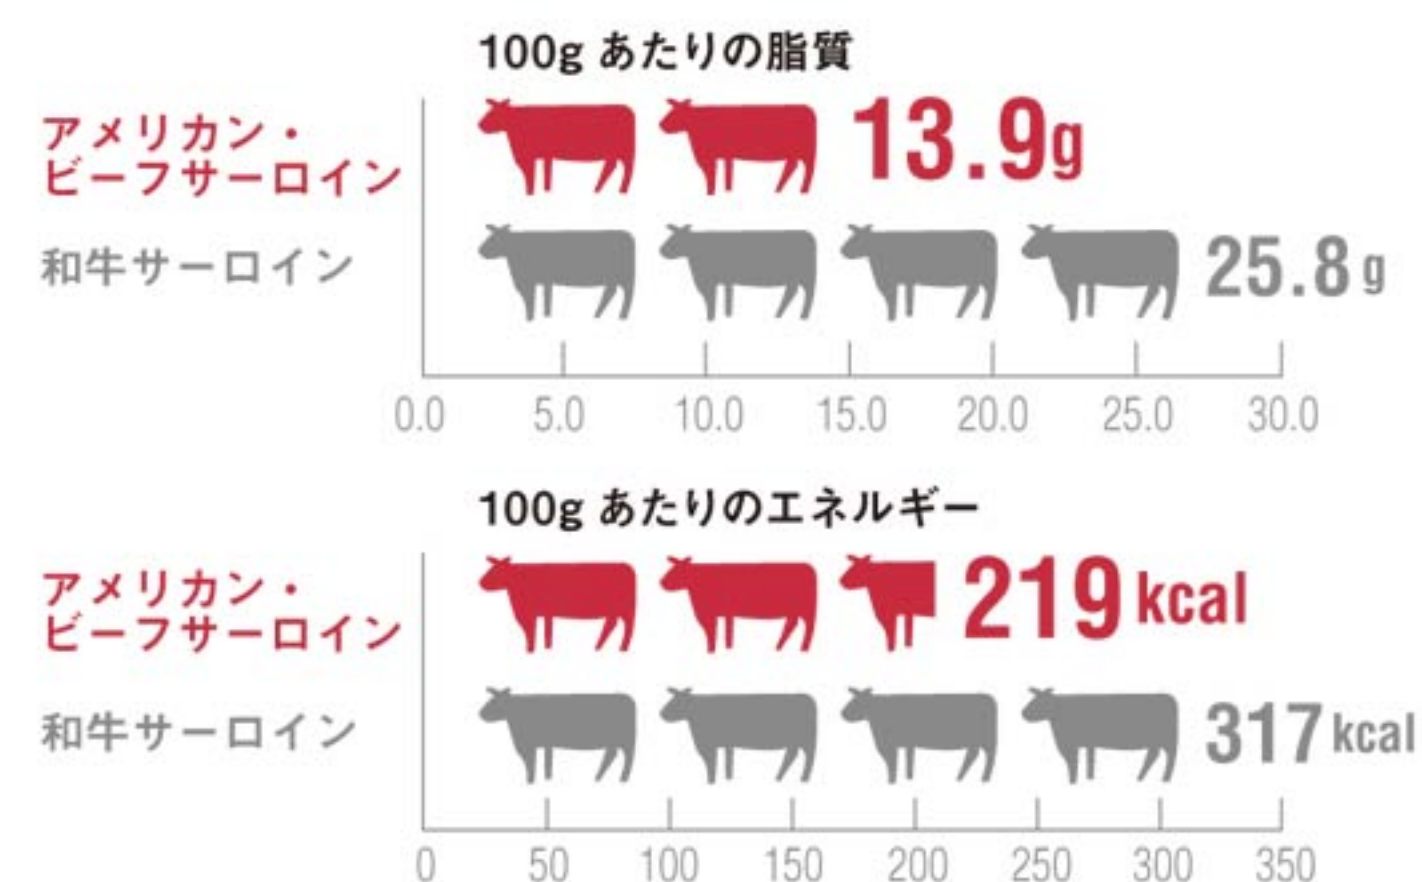 100g あたりの脂質
アメリカン・
ビーフサーロイン
13.9g
和牛サーロイン
25.8g
0.0 5.0 10.0 15.0 20.0 25.0 30.0
100g あたりのエネルギー
アメリカン・
ビーフサーロイン
219 kcal
和牛サーロイン
317 kcal
0 50 100 150 200 250 300 350